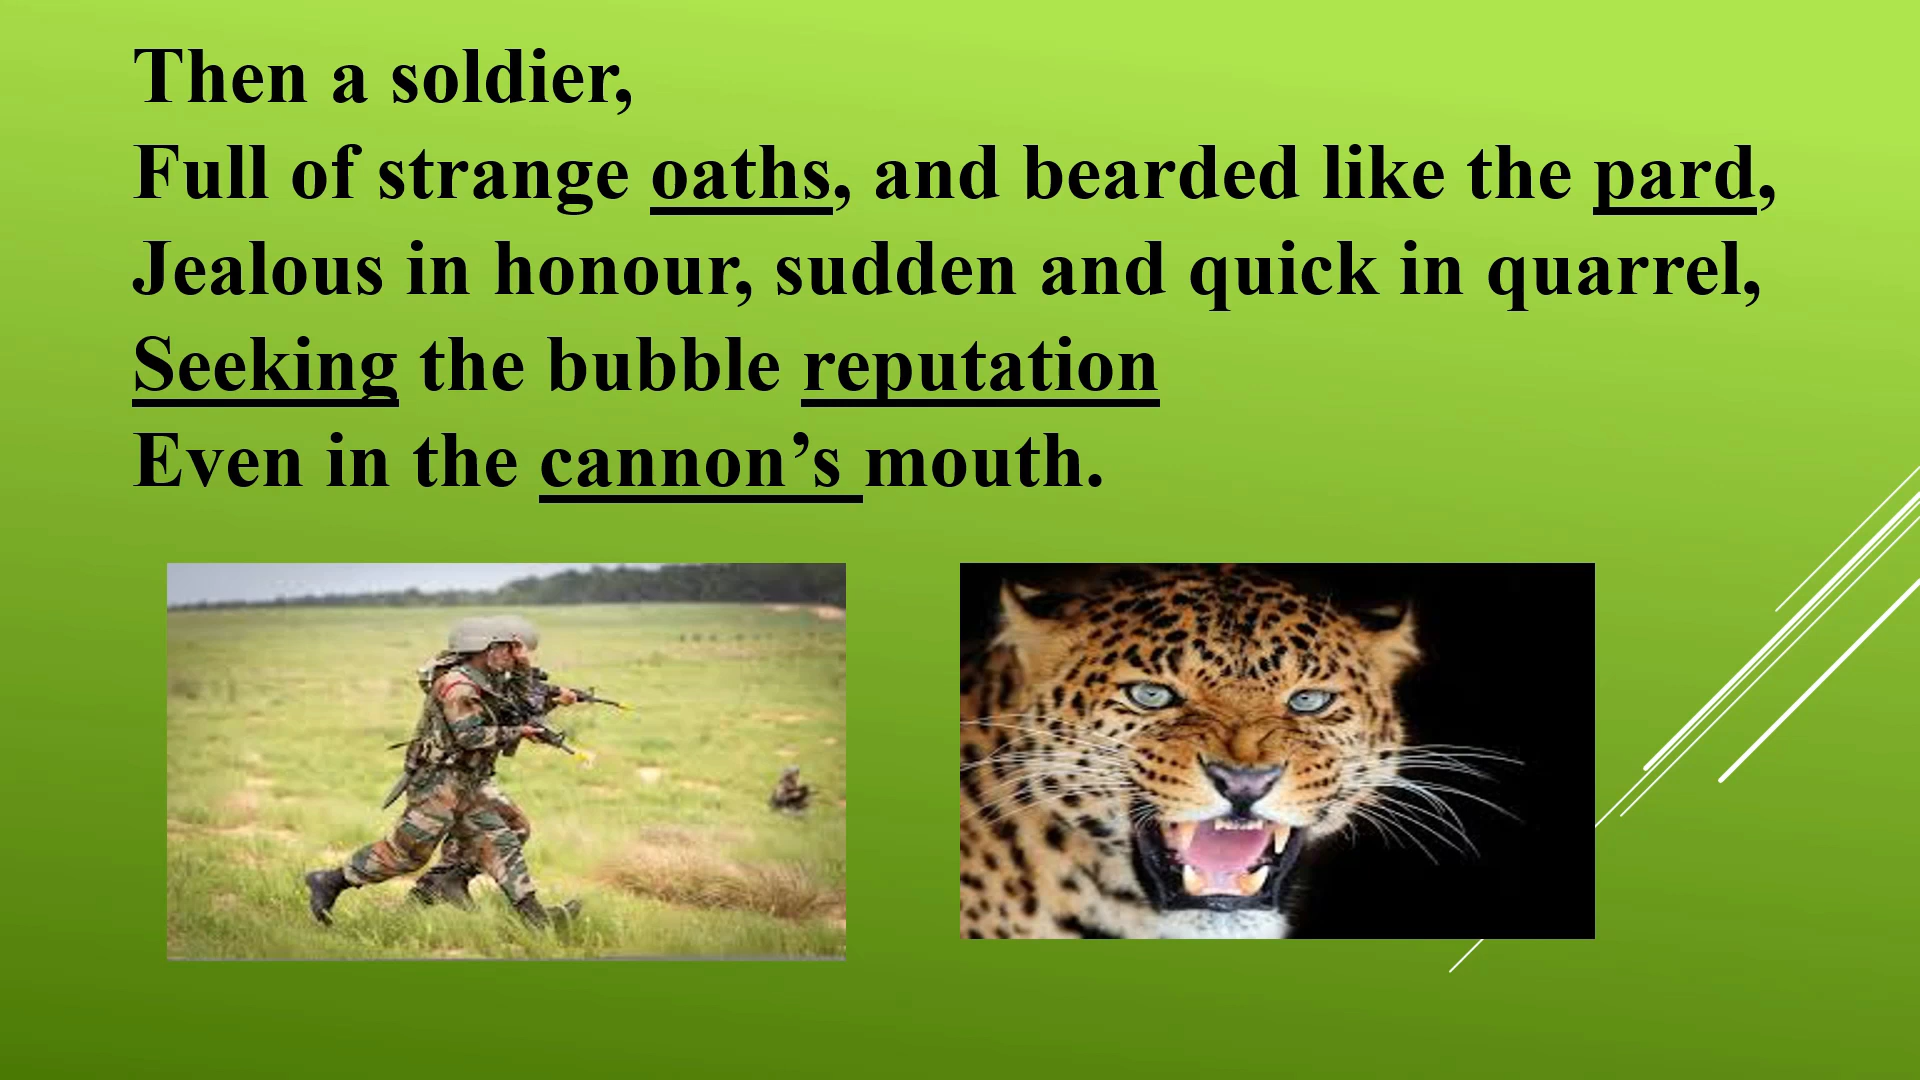 Then a soldier,
Full of strange oaths, and bearded like the pard,
Jealous in honour, sudden and quick in quarrel,
Seeking the bubble reputation
Even in the cannon’s mouth.